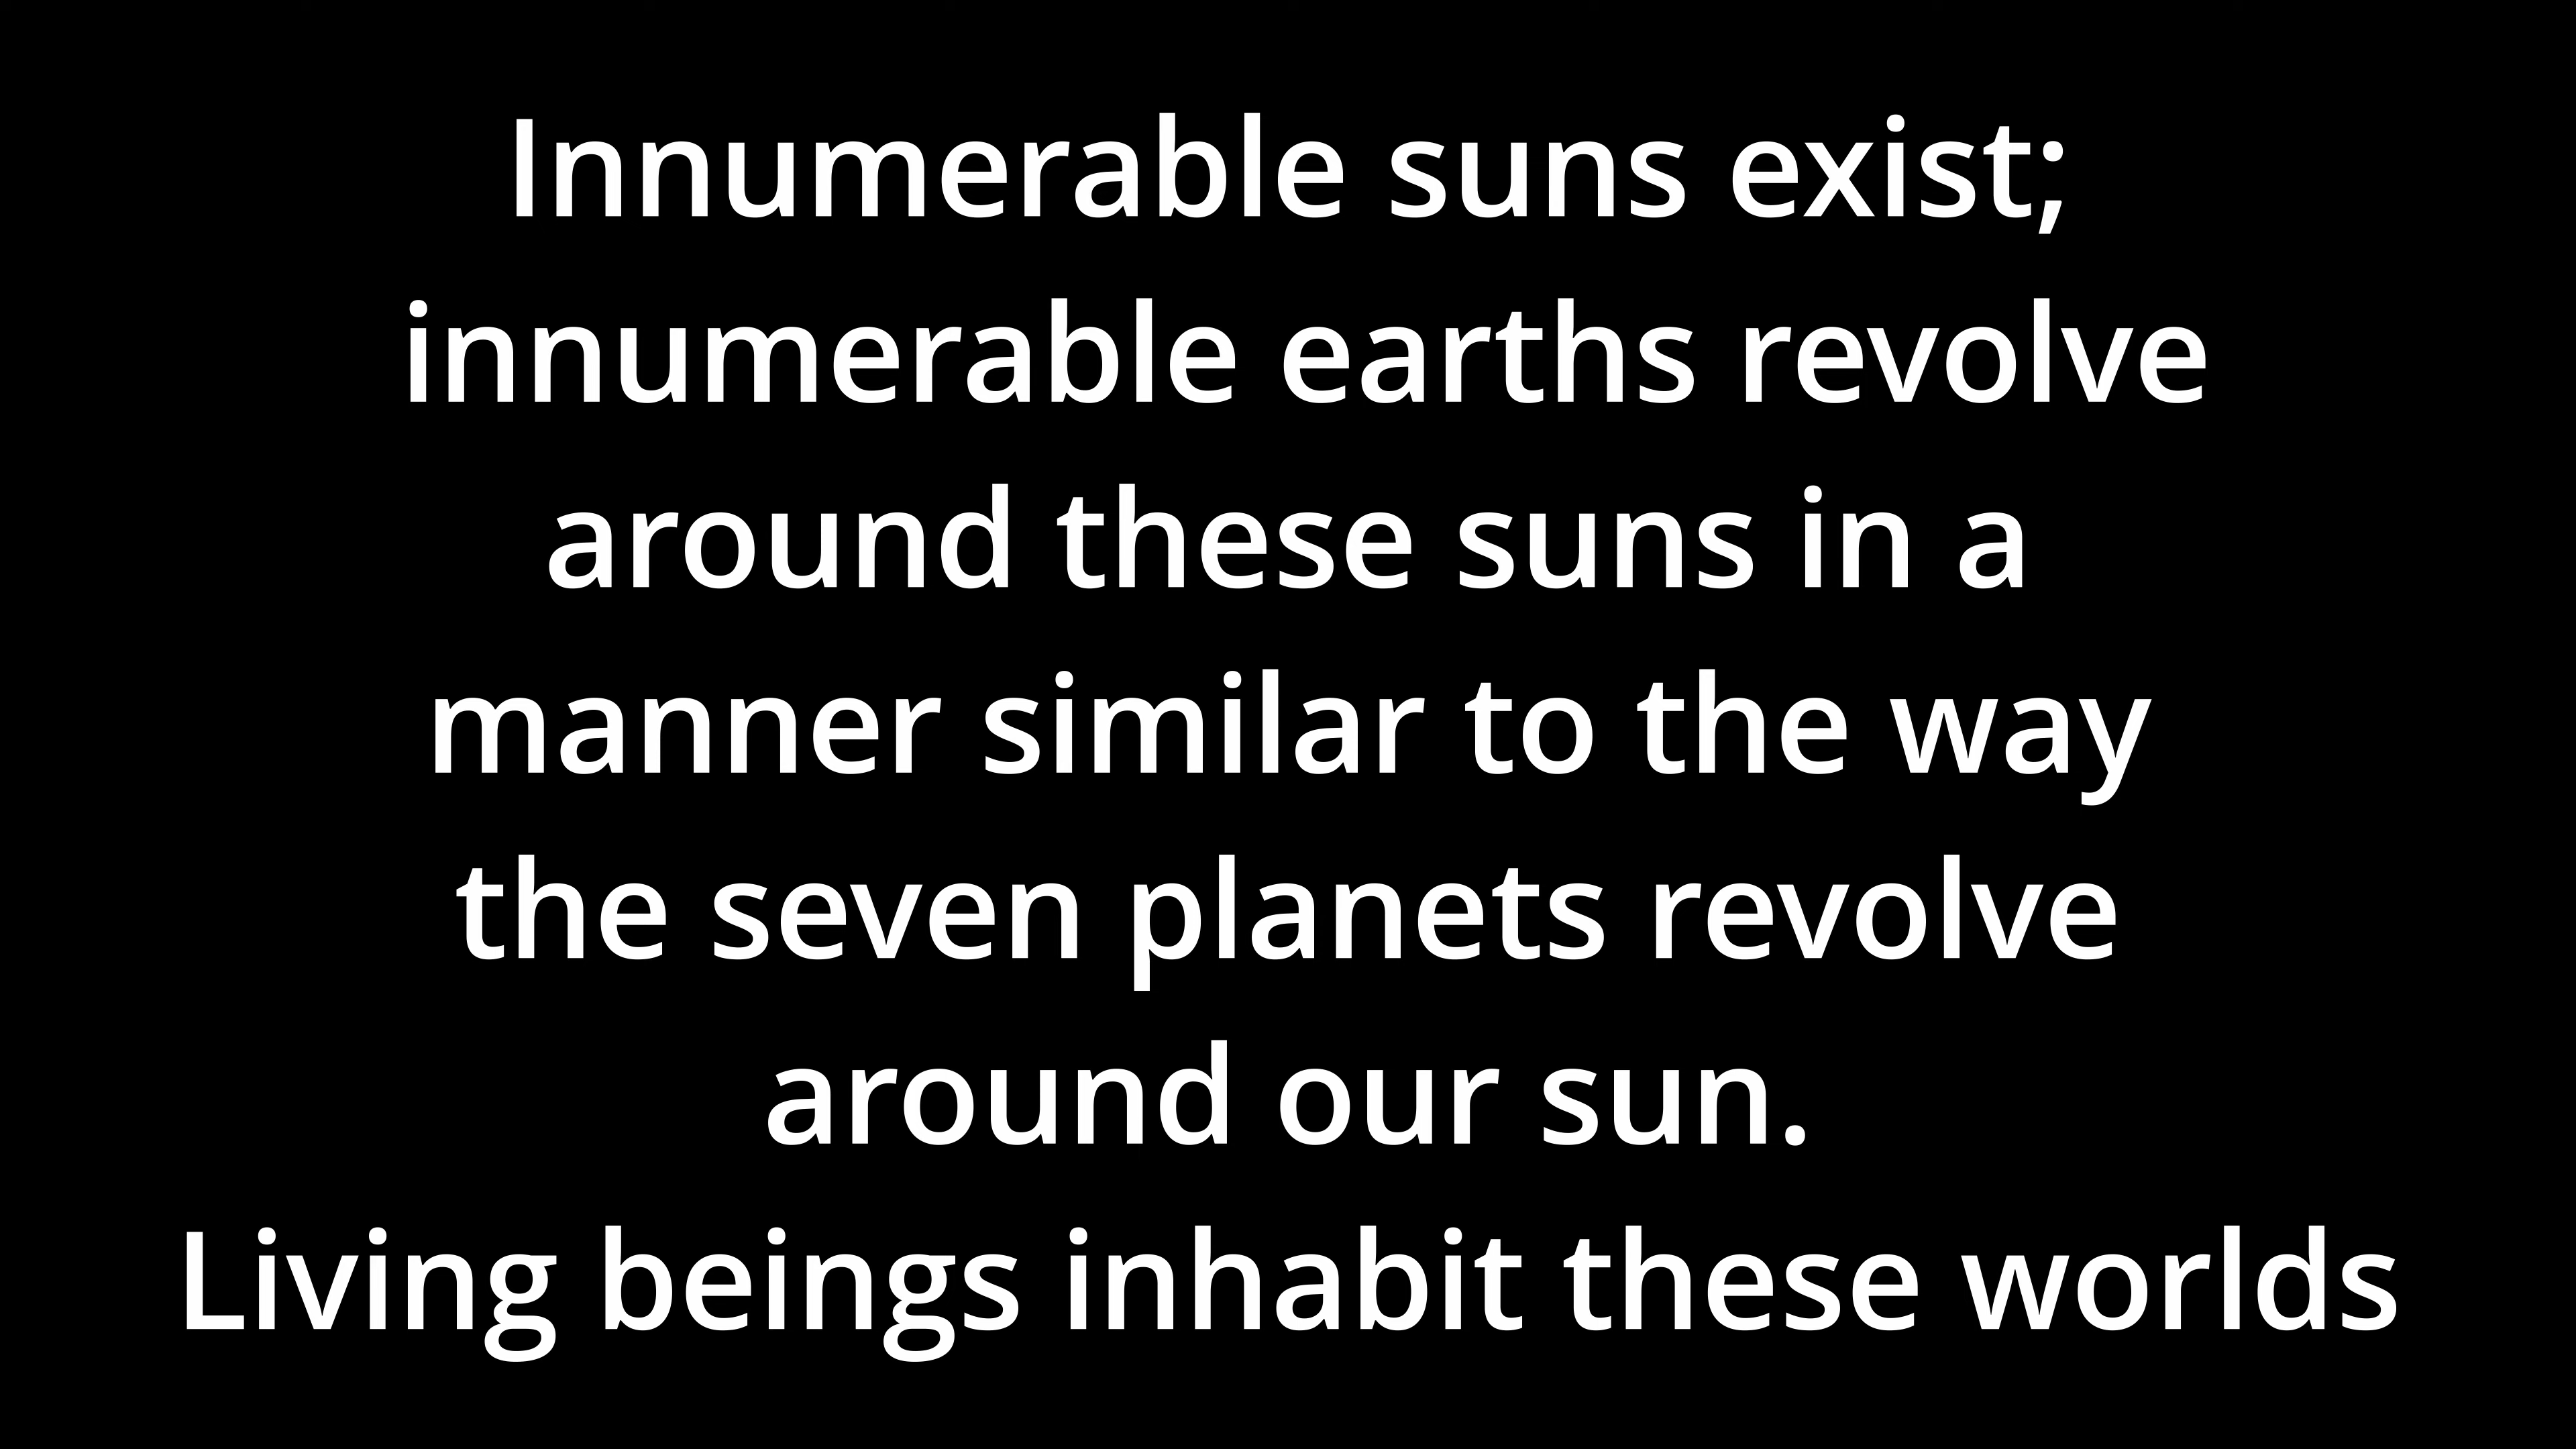 Innumerable suns exist;
innumerable earths revolve
around these suns in a
manner similar to the way
the seven planets revolve
around our sun.
Living beings inhabit these worlds